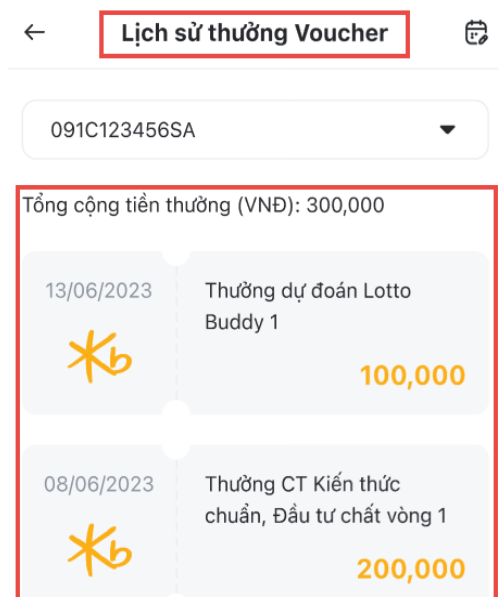 Lịch sử thưởng Voucher
091C123456SA
Tổng cộng tiền thưởng (VNĐ): 300,000
13/06/2023
Thưởng dự đoán Lotto
Buddy 1
Kb
100,000
08/06/2023
Thưởng CT Kiến thức
chuẩn, Đầu tư chất vòng 1
Kb
200,000